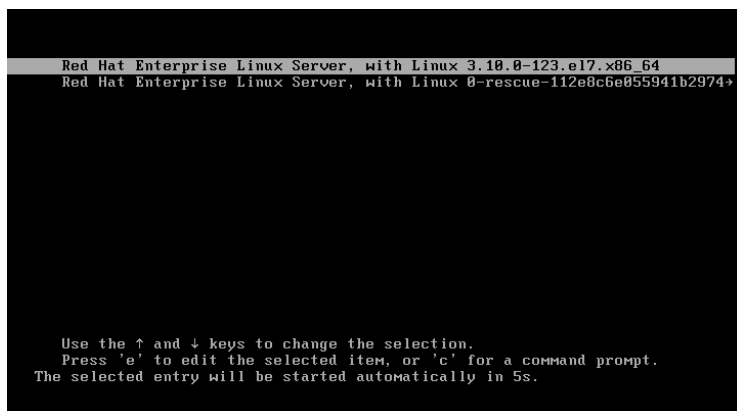 Red Hat Enterprise Linux Server, with Linux 3.10.0-123.el7.x86_64
Red Hat Enterprise Linux Server, with Linux 0-rescue-112e8c6e055941b2974→
Use the ↑ and ↓ keys to change the selection.
Press 'e' to edit the selected item, or 'c' for a command prompt.
The selected entry will be started automatically in 5s.